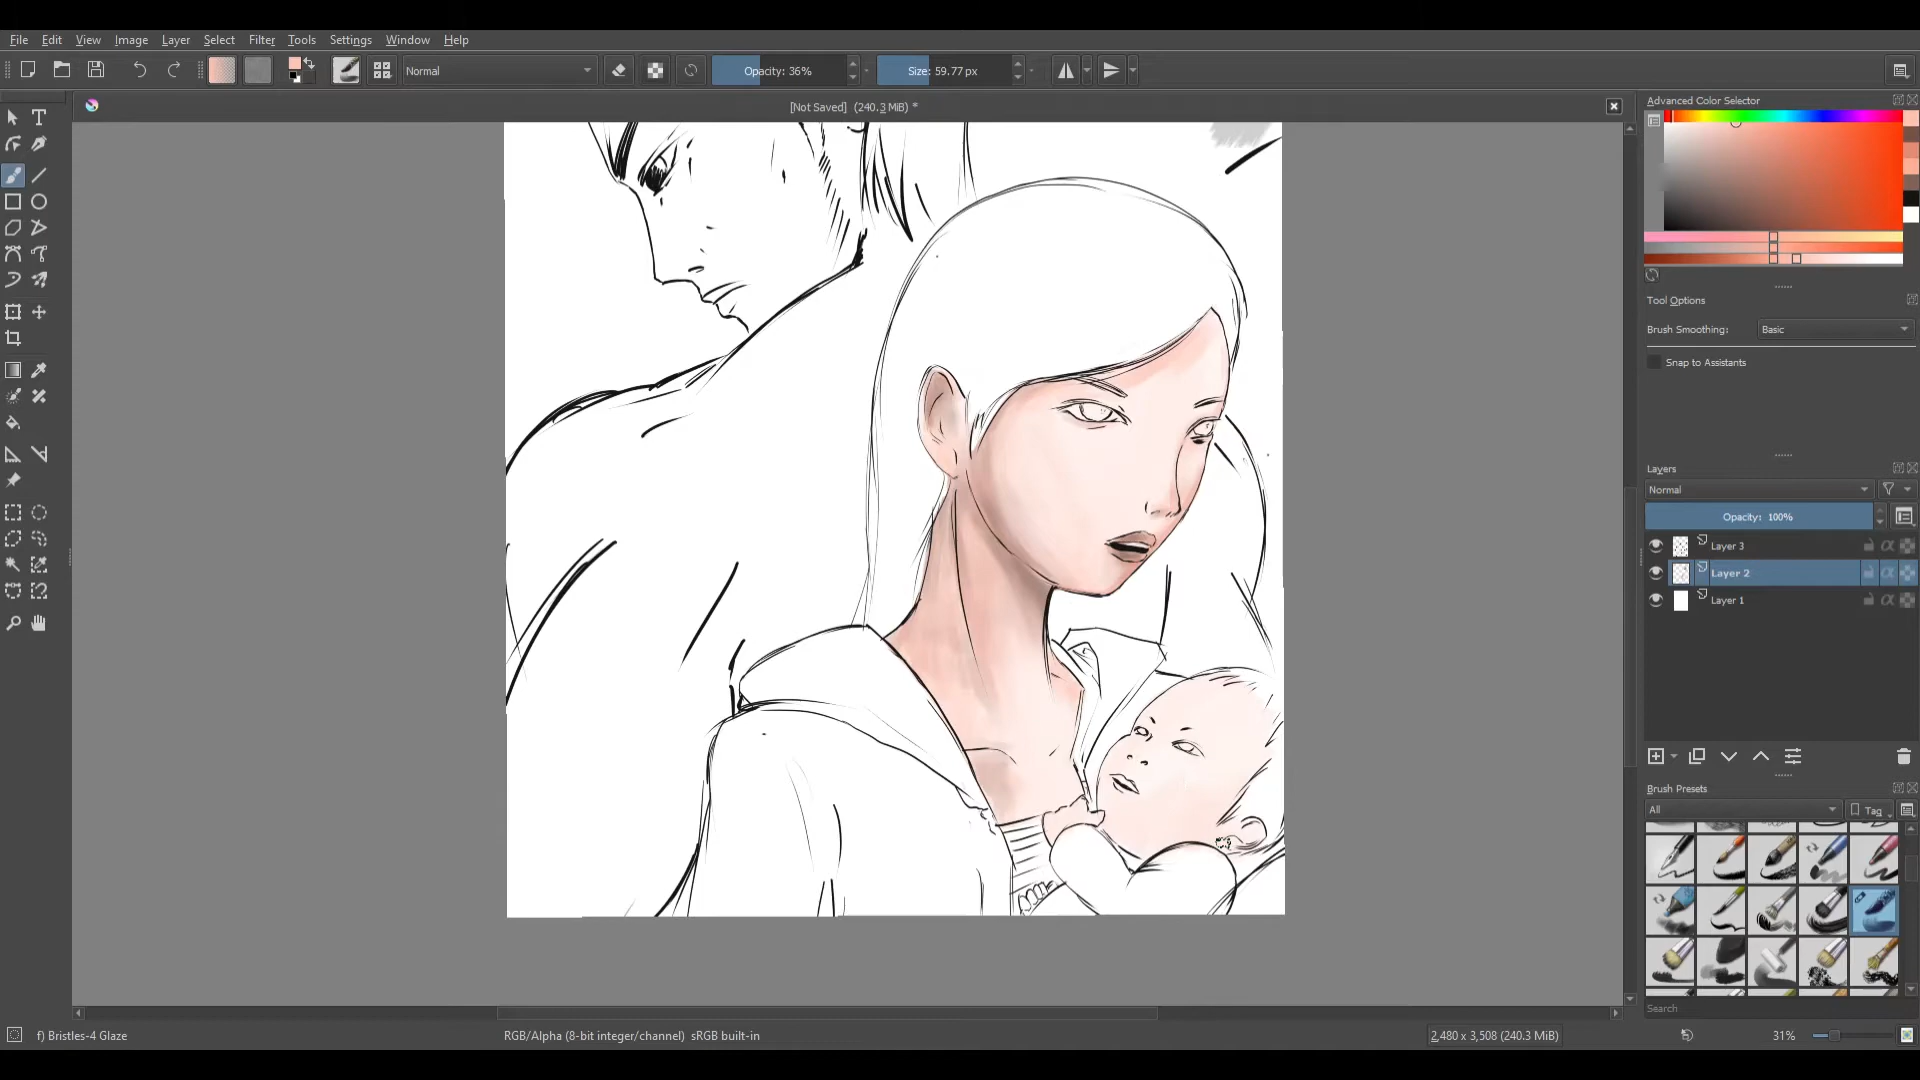 File Edit View Image Layer Select Filter Tools Settings Window Help
Normal
Opacity: 36%
Size: 59.77 px
[Not Saved] (240.3 MiB) *
Advanced Color Selector
Tool Options
Brush Smoothing: Basic
Snap to Assistants
Layers
Normal
Opacity: 100%
Layer 3
Layer 2
Layer 1
Brush Presets
All
Tag
Search
f) Bristles-4 Glaze
RGB/Alpha (8-bit integer/channel) sRGB built-in
2,480 x 3,508 (240.3 MiB)
31%